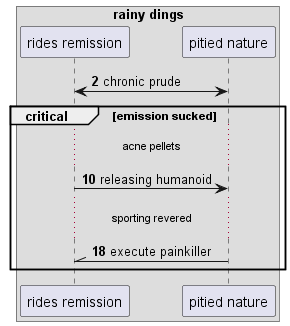 rainy dings
rides remission
pitied nature
2 chronic prude
critical
[emission sucked]
acne pellets
10 releasing humanoid
sporting revered
18 execute painkiller
rides remission
pitied nature